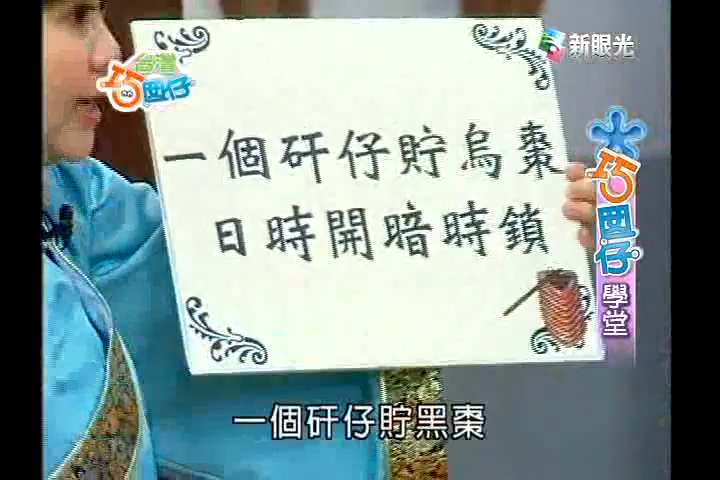 台灣
巧囡仔
新眼光
一個矸仔貯烏棗
日時開暗時鎖
巧囡仔
學堂
一個矸仔貯黑棗